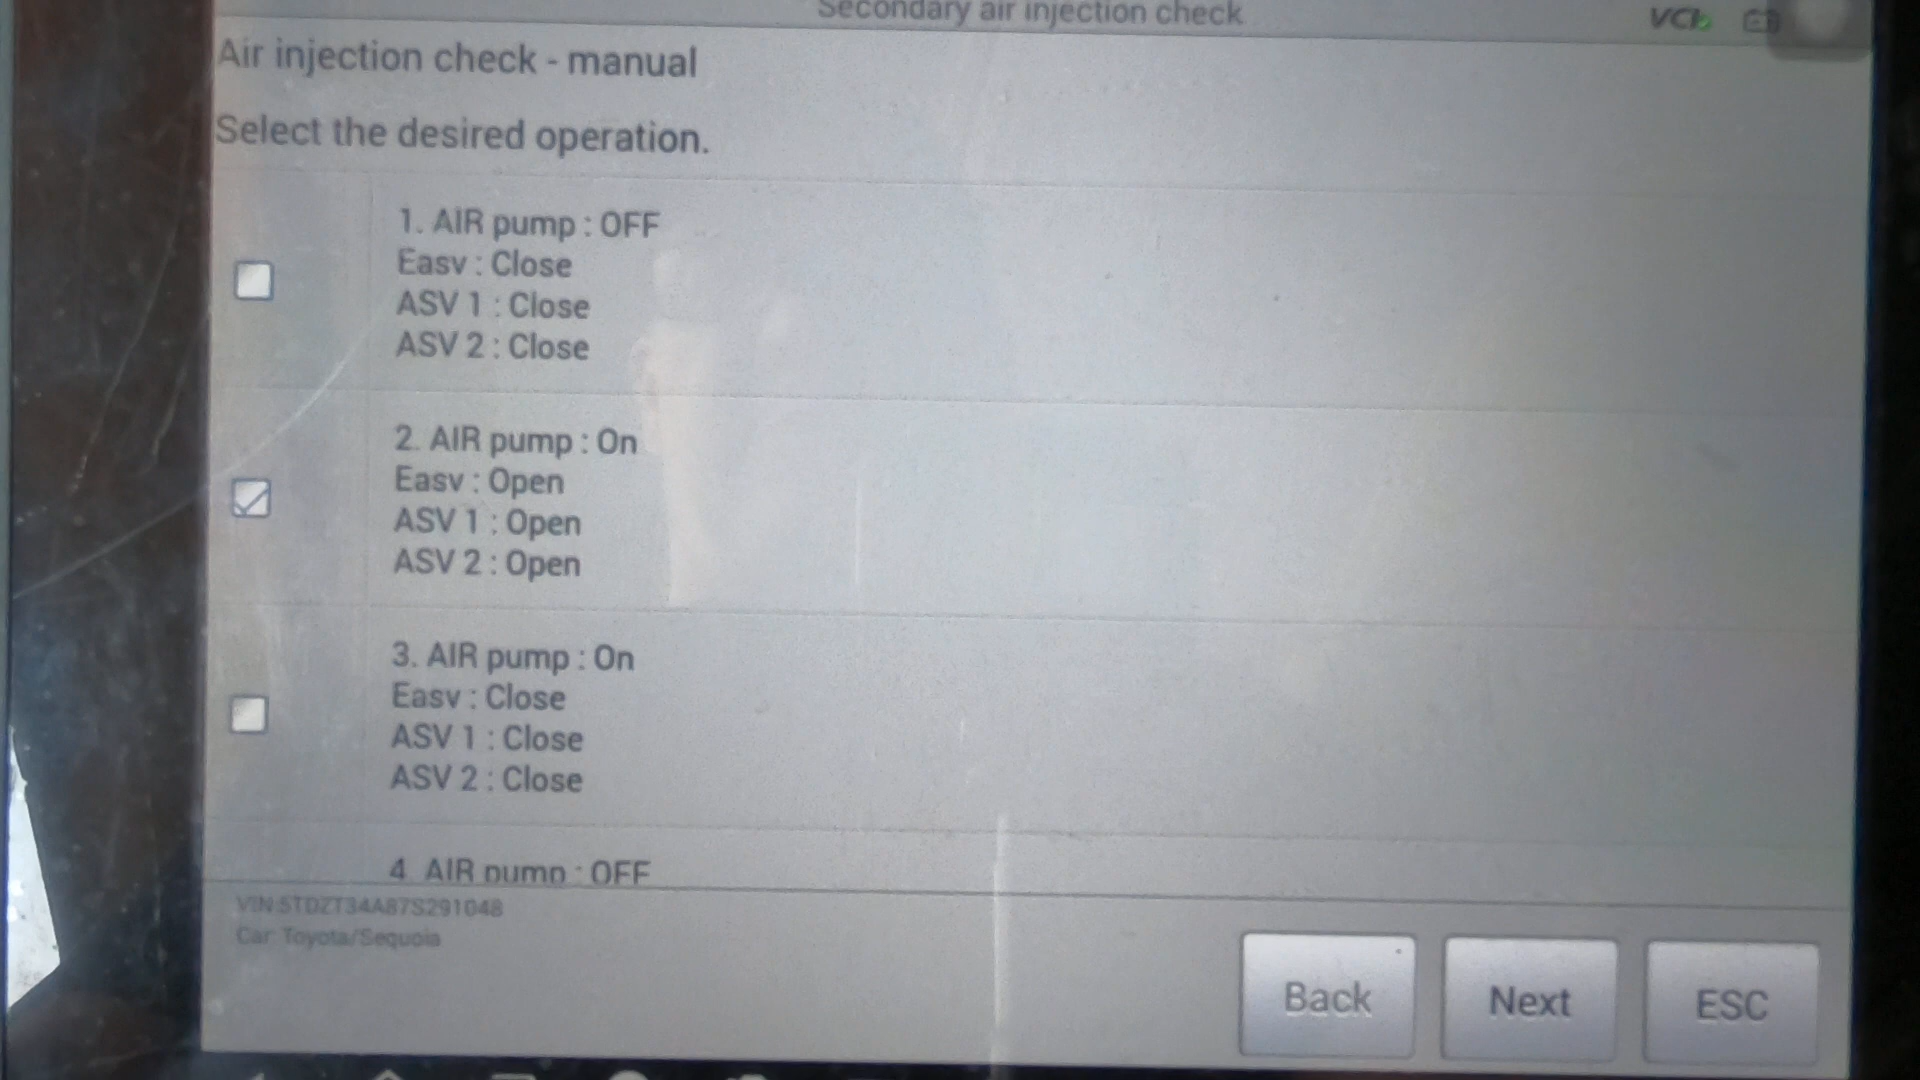 Secondary air injection check
VCI
Air injection check - manual
Select the desired operation.
1. AIR pump : OFF
Easv : Close
ASV 1 : Close
ASV 2 : Close
2. AIR pump : On
Easv : Open
ASV 1 : Open
ASV 2 : Open
3. AIR pump : On
Easv : Close
ASV 1 : Close
ASV 2 : Close
4. AIR pump : OFF
VIN:5TDZT34A87S291048
Car: Toyota/Sequoia
Back
Next
ESC